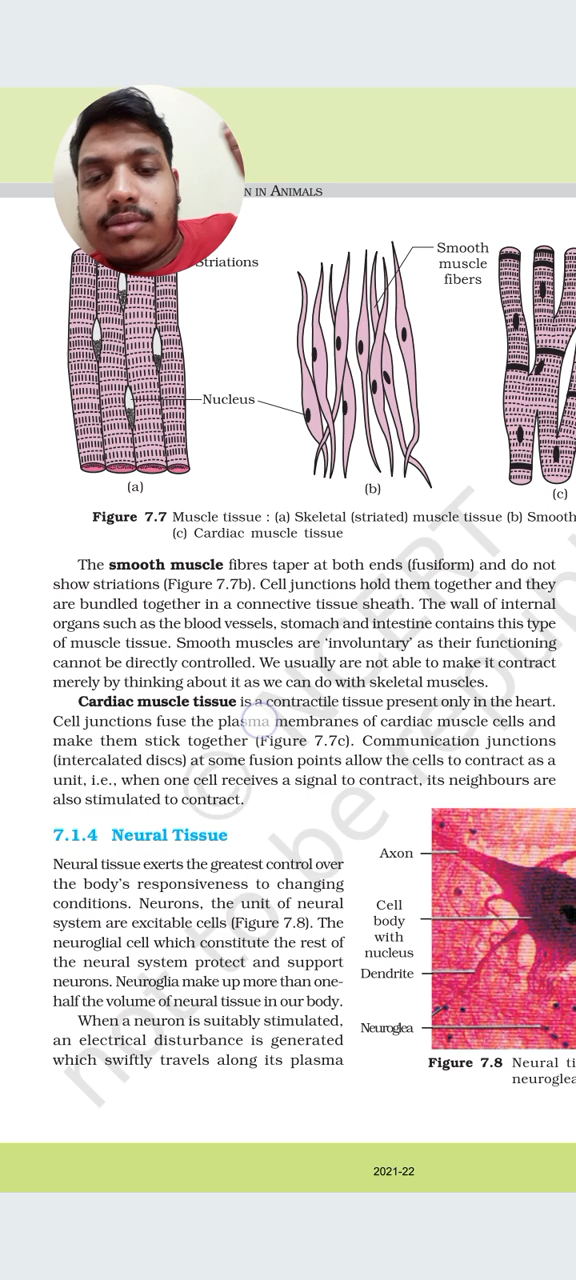 N IN ANIMALS
Striations
Smooth
muscle
fibers
Nucleus
(a)
(b)
(c)
Figure 7.7 Muscle tissue : (a) Skeletal (striated) muscle tissue (b) Smooth
(c) Cardiac muscle tissue
The smooth muscle fibres taper at both ends (fusiform) and do not
show striations (Figure 7.7b). Cell junctions hold them together and they
are bundled together in a connective tissue sheath. The wall of internal
organs such as the blood vessels, stomach and intestine contains this type
of muscle tissue. Smooth muscles are ‘involuntary’ as their functioning
cannot be directly controlled. We usually are not able to make it contract
merely by thinking about it as we can do with skeletal muscles.
Cardiac muscle tissue is a contractile tissue present only in the heart.
Cell junctions fuse the plasma membranes of cardiac muscle cells and
make them stick together (Figure 7.7c). Communication junctions
(intercalated discs) at some fusion points allow the cells to contract as a
unit, i.e., when one cell receives a signal to contract, its neighbours are
also stimulated to contract.
7.1.4 Neural Tissue
Neural tissue exerts the greatest control over
the body’s responsiveness to changing
conditions. Neurons, the unit of neural
system are excitable cells (Figure 7.8). The
neuroglial cell which constitute the rest of
the neural system protect and support
neurons. Neuroglia make up more than one-
half the volume of neural tissue in our body.
When a neuron is suitably stimulated,
an electrical disturbance is generated
which swiftly travels along its plasma
Axon
Cell
body
with
nucleus
Dendrite
Neuroglea
Figure 7.8 Neural ti
neuroglea
© NCERT
not to be republ
2021-22